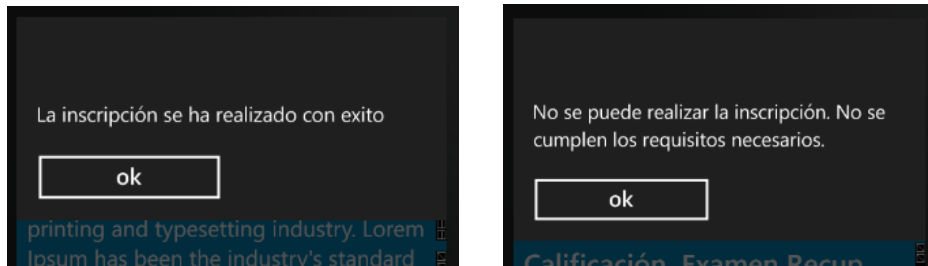 La inscripción se ha realizado con exito
ok
printing and typesetting industry. Lorem
Ipsum has been the industry's standard
No se puede realizar la inscripción. No se
cumplen los requisitos necesarios.
ok
Calificación Examen Recup